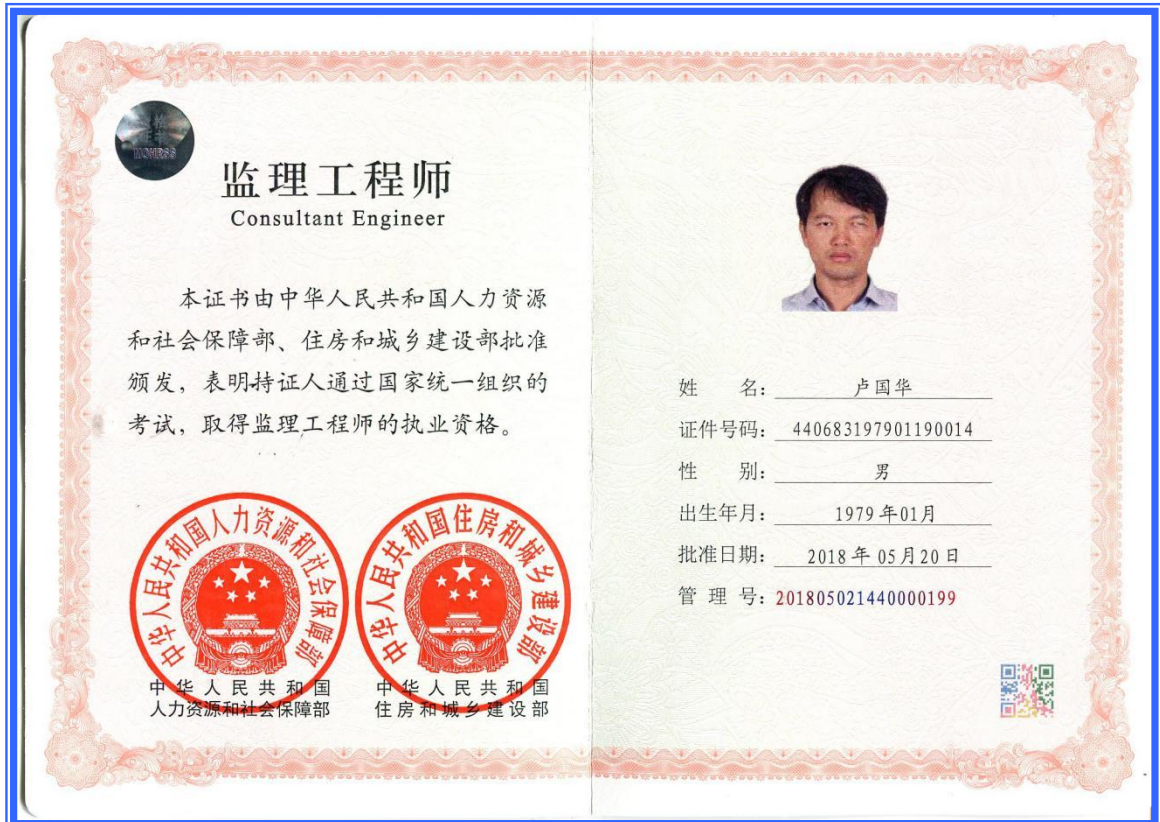 监理工程师
Consultant Engineer
本证书由中华人民共和国人力资源
和社会保障部、住房和城乡建设部批准
颁发，表明持证人通过国家统一组织的
考试，取得监理工程师的执业资格。
中华人民共和国人力资源和社会保障部
中华人民共和国住房和城乡建设部
中华人民共和国
人力资源和社会保障部
中华人民共和国
住房和城乡建设部
姓 名：卢国华
证件号码：440683197901190014
性 别：男
出生年月：1979年01月
批准日期：2018年05月20日
管 理 号：201805021440000199